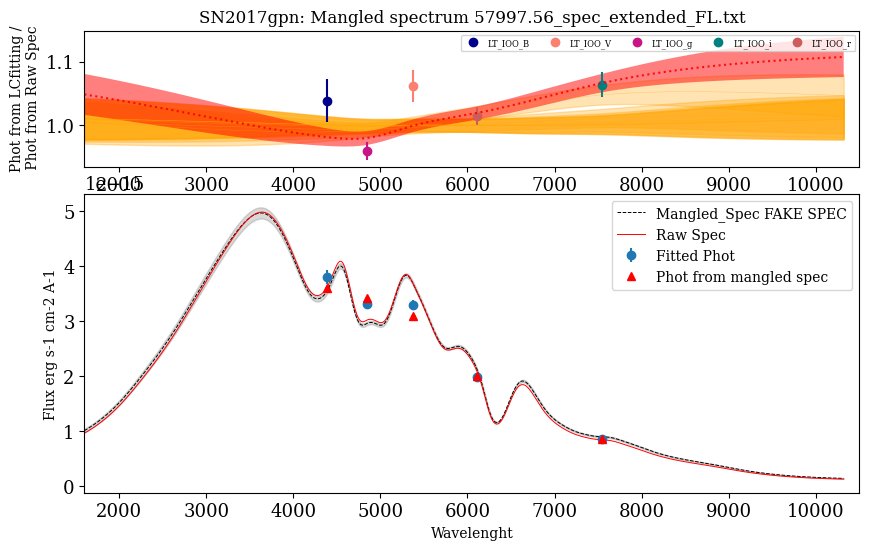 SN2017gpn: Mangled spectrum 57997.56_spec_extended_FL.txt
Phot from LCfitting /
Phot from Raw Spec
1.1
1.0
LT_IOO_B LT_IOO_V LT_IOO_g LT_IOO_i LT_IOO_r
2000 3000 4000 5000 6000 7000 8000 9000 10000
1e−15
Flux erg s-1 cm-2 A-1
5
4
3
2
1
0
Mangled_Spec FAKE SPEC
Raw Spec
Fitted Phot
Phot from mangled spec
2000 3000 4000 5000 6000 7000 8000 9000 10000
Wavelenght